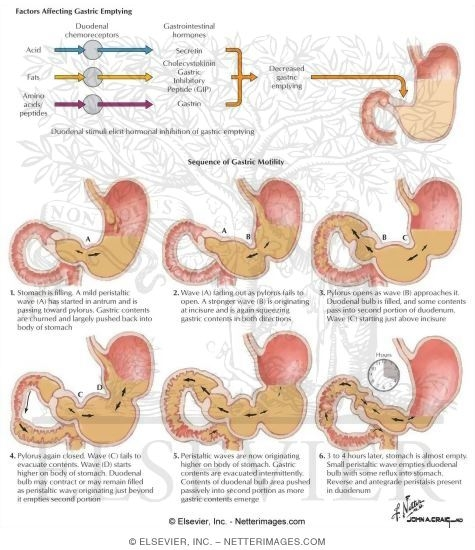 Factors Affecting Gastric Emptying
Duodenal
chemoreceptors
Gastrointestinal
hormones
Acid
Secretin
Fats
Cholecystokinin
Gastric
Inhibitory
Peptide (GIP)
Amino
acids/
peptides
Gastrin
Decreased
gastric
emptying
Duodenal stimuli elicit hormonal inhibition of gastric emptying
Sequence of Gastric Motility
A
1. Stomach is filling. A mild peristaltic
wave (A) has started in antrum and is
passing toward pylorus. Gastric contents
are churned and largely pushed back into
body of stomach
A
B
2. Wave (A) fading out as pylorus fails to
open. A stronger wave (B) is originating
at incisure and is again squeezing
gastric contents in both directions
B
C
3. Pylorus opens as wave (B) approaches it.
Duodenal bulb is filled, and some contents
pass into second portion of duodenum.
Wave (C) starting just above incisure
C
D
4. Pylorus again closed. Wave (C) fails to
evacuate contents. Wave (D) starts
higher on body of stomach. Duodenal
bulb may contract or may remain filled
as peristaltic wave originating just beyond
it empties second portion
5. Peristaltic waves are now originating
higher on body of stomach. Gastric
contents are evacuated intermittently.
Contents of duodenal bulb area pushed
passively into second portion as more
gastric contents emerge
Hours
6. 3 to 4 hours later, stomach is almost empty.
Small peristaltic wave empties duodenal
bulb with some reflux into stomach.
Reverse and antegrade peristalsis present
in duodenum
F. Netter
JOHN A. CRAIG, MD
© Elsevier, Inc. - Netterimages.com
© ELSEVIER, INC. – NETTERIMAGES.COM